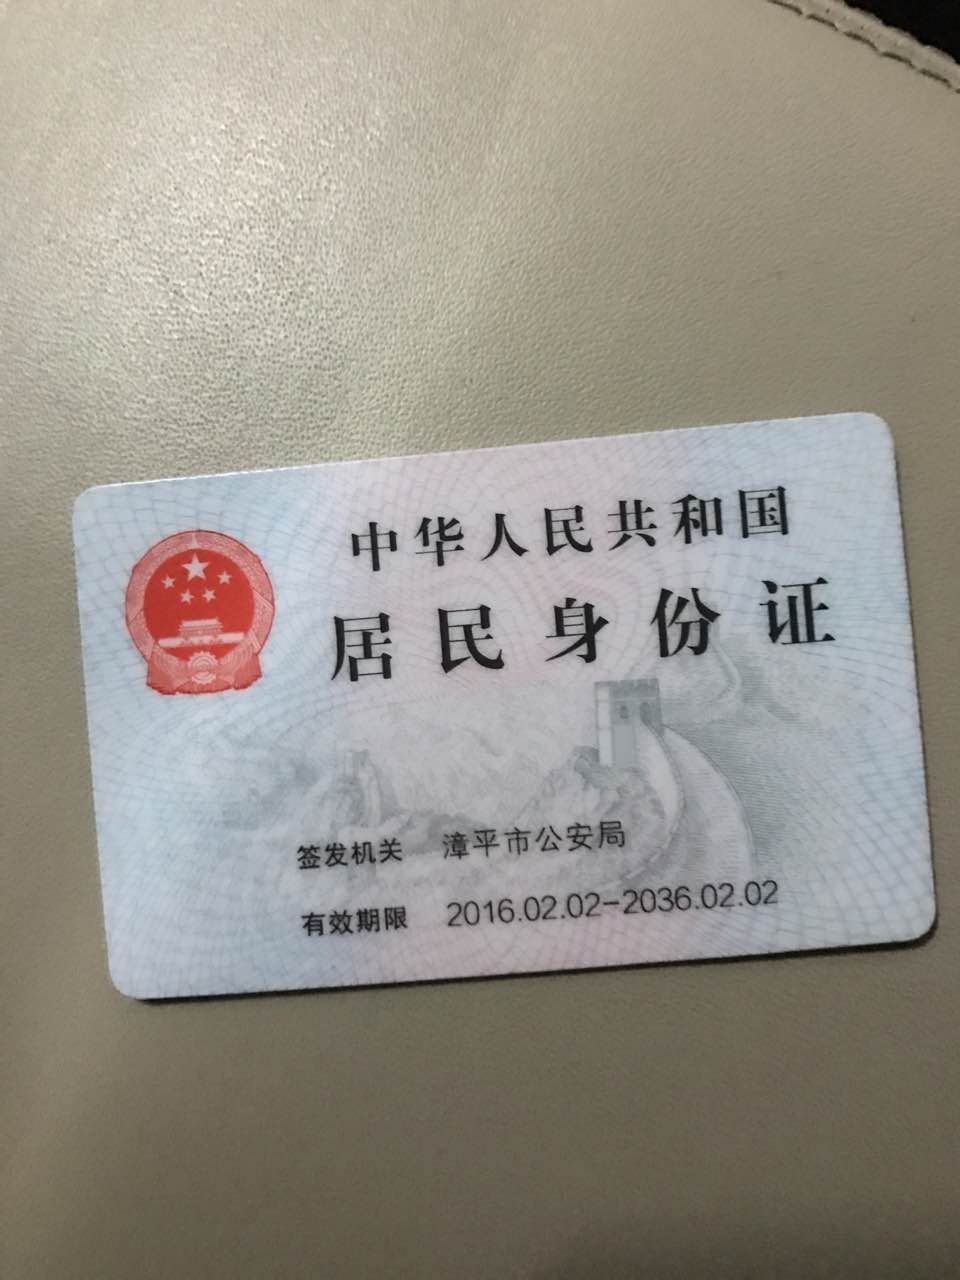 中华人民共和国
居民身份证
签发机关 漳平市公安局
有效期限 2016.02.02-2036.02.02